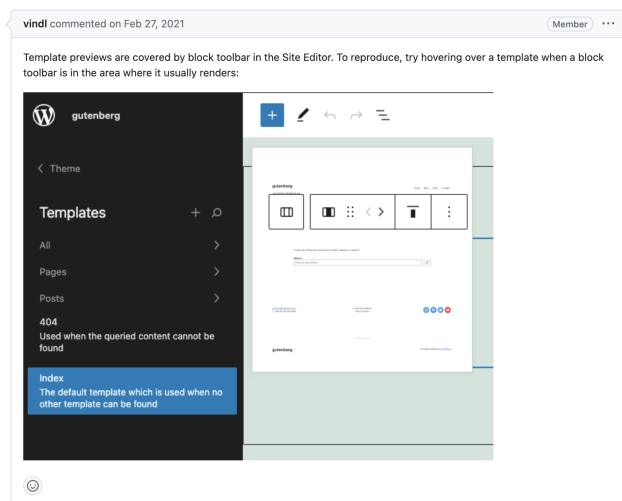 vindl commented on Feb 27, 2021
Member
Template previews are covered by block toolbar in the Site Editor. To reproduce, try hovering over a template when a block
toolbar is in the area where it usually renders:
gutenberg
Theme
Templates
All
Pages
Posts
404
Used when the queried content cannot be
found
Index
The default template which is used when no
other template can be found
gutenberg
gutenberg